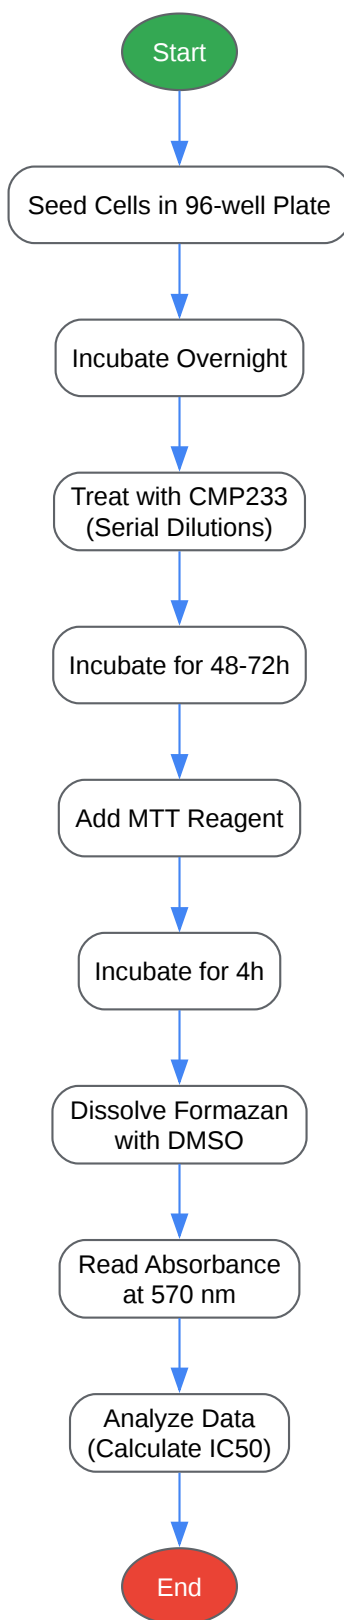 Start
Seed Cells in 96-well Plate
Incubate Overnight
Treat with CMP233
(Serial Dilutions)
Incubate for 48-72h
Add MTT Reagent
Incubate for 4h
Dissolve Formazan
with DMSO
Read Absorbance
at 570 nm
Analyze Data
(Calculate IC50)
End